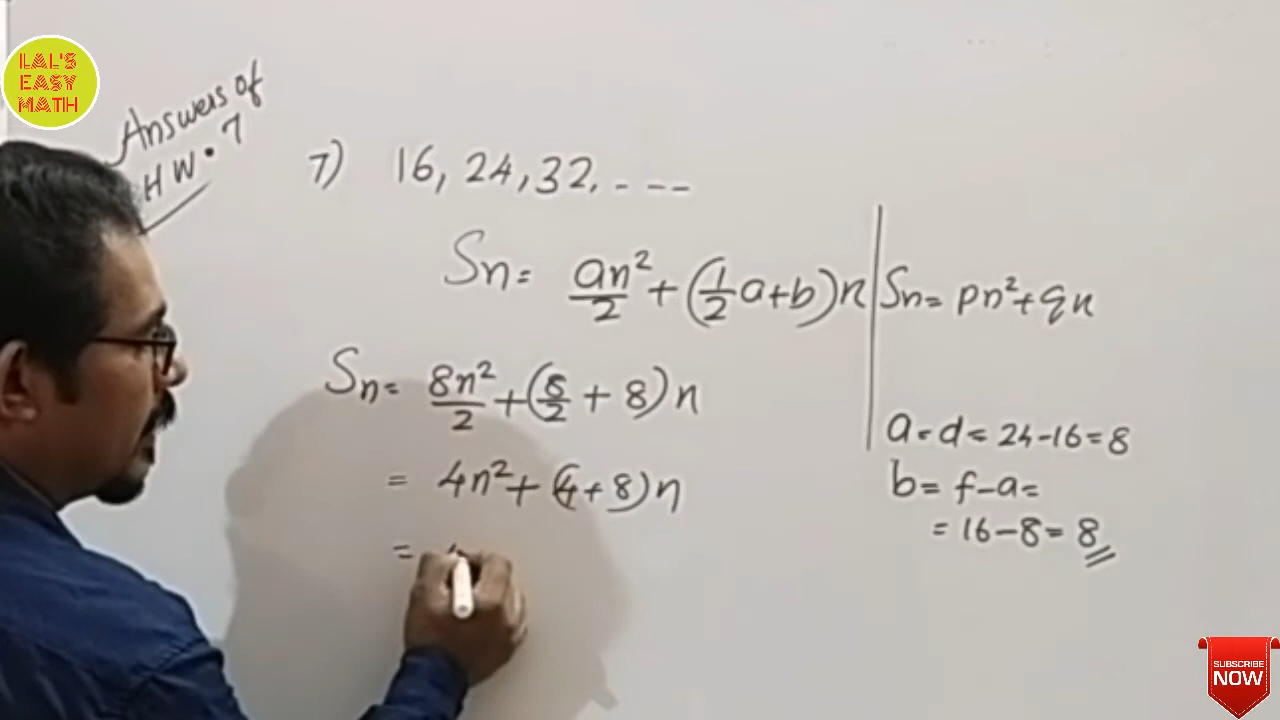 LAL'S
EASY
MATH
Answers of
HW • 7
7) 16, 24, 32, - - -
Sn = an²/2 + (1/2 a+b)n
Sn = pn²+qn
Sn = 8n²/2 + (8/2 + 8)n
= 4n² + (4+8)n
=
a = d = 24-16 = 8
b = f-a =
= 16-8 = 8
SUBSCRIBE
NOW